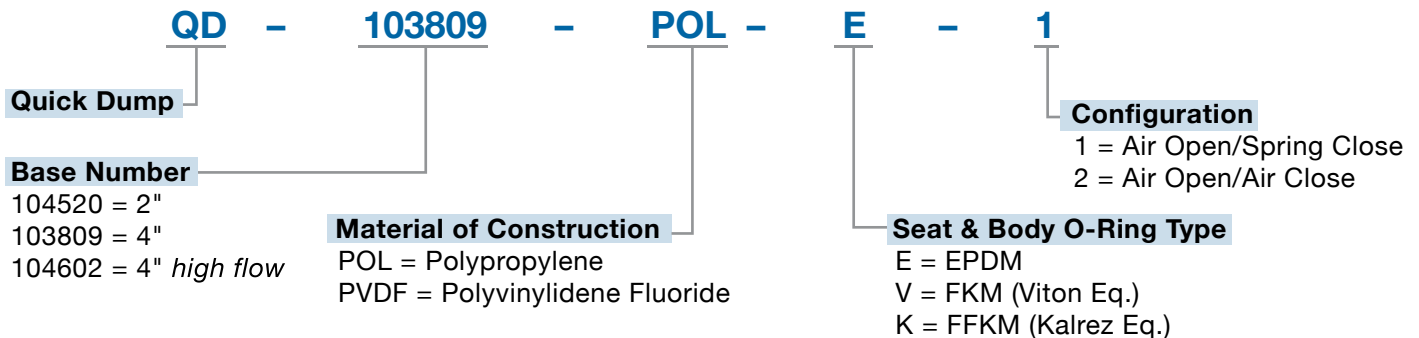 QD – 103809 – POL – E – 1
Quick Dump
Base Number
104520 = 2"
103809 = 4"
104602 = 4" high flow
Material of Construction
POL = Polypropylene
PVDF = Polyvinylidene Fluoride
Seat & Body O-Ring Type
E = EPDM
V = FKM (Viton Eq.)
K = FFKM (Kalrez Eq.)
Configuration
1 = Air Open/Spring Close
2 = Air Open/Air Close